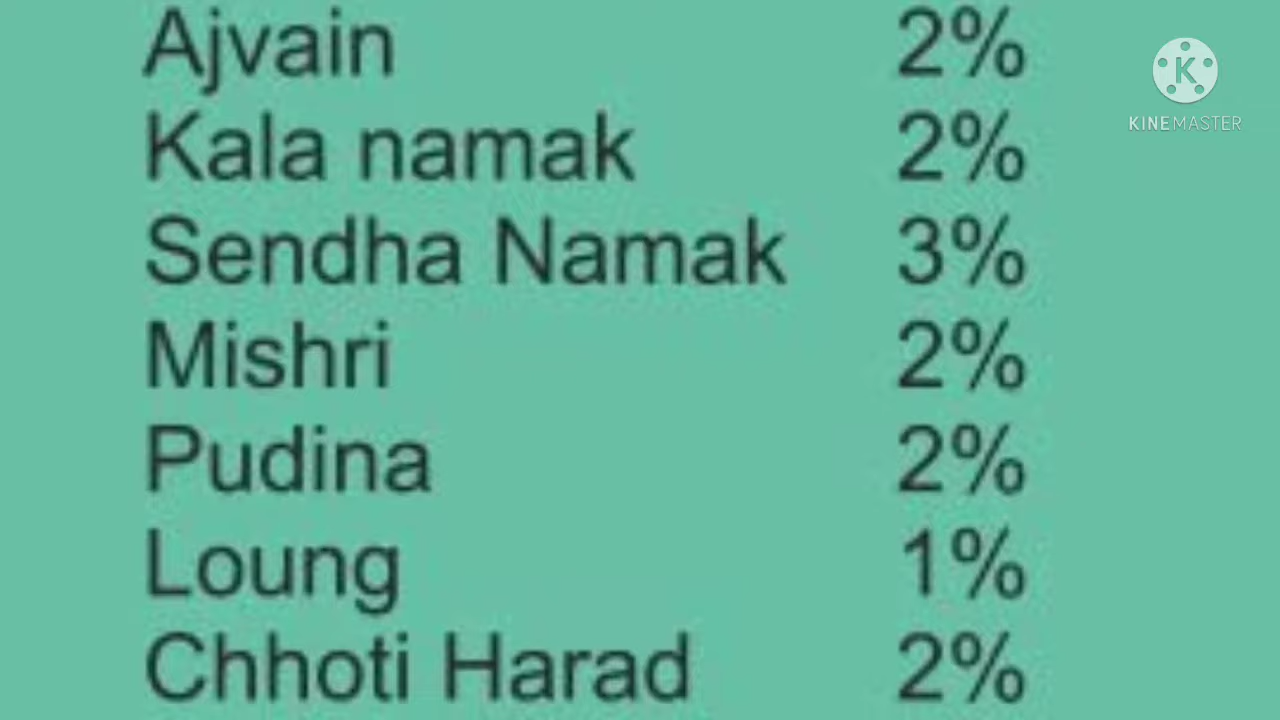 Ajvain 2%
Kala namak 2%
Sendha Namak 3%
Mishri 2%
Pudina 2%
Loung 1%
Chhoti Harad 2%
K
KINEMASTER